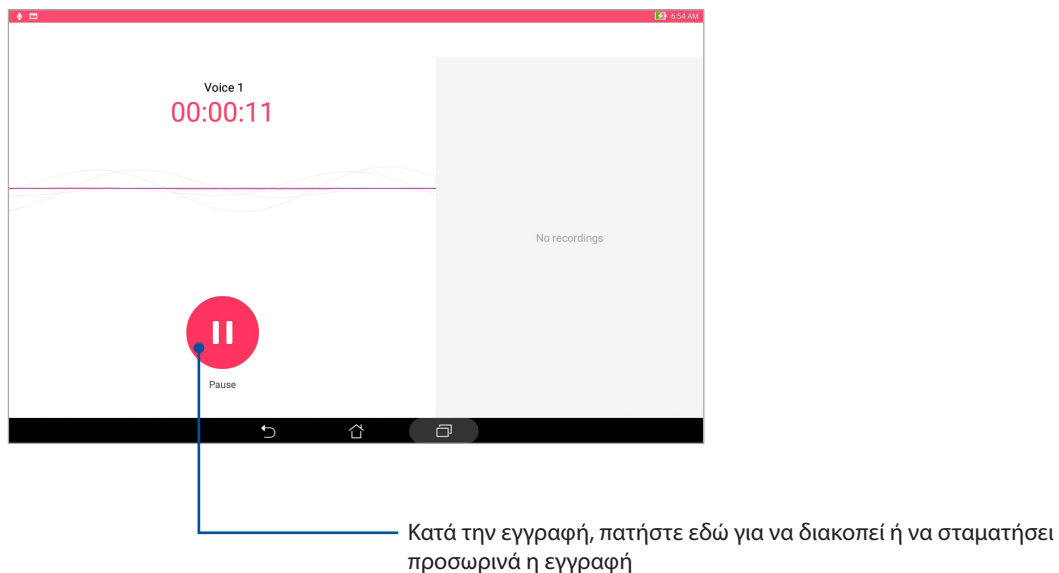 6:54 AM
Voice 1
00:00:11
No recordings
Pause
Κατά την εγγραφή, πατήστε εδώ για να διακοπεί ή να σταματήσει
προσωρινά η εγγραφή